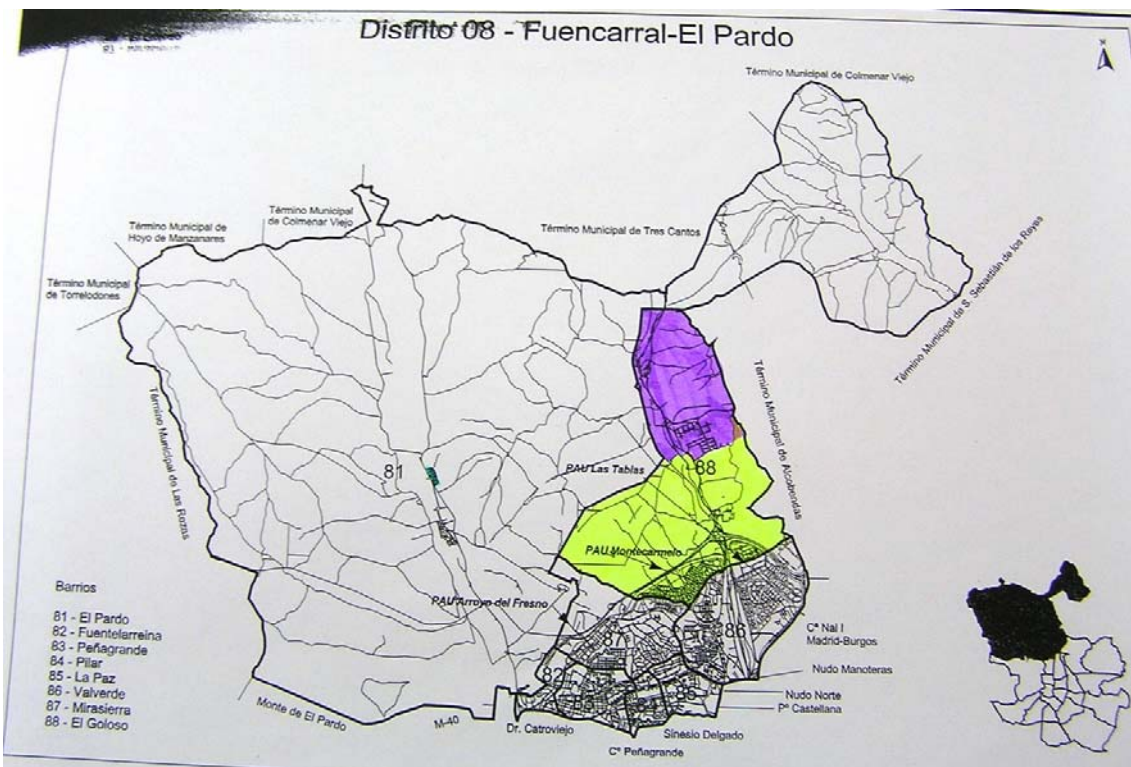 Distrito 08 - Fuencarral-El Pardo
N
Término Municipal de Colmenar Viejo
Término Municipal
de Colmenar Viejo
Término Municipal de
Hoyo de Manzanares
Término Municipal de Tres Cantos
Término Municipal
de Torrelodones
Término Municipal de S. Sebastián de los Reyes
Término Municipal de Las Rozas
Término Municipal de Alcobendas
81
PAU Las Tablas
88
PAU Montecarmelo
PAU Arroyo del Fresno
87
86
82
85
84
Cª Nal I
Madrid-Burgos
Nudo Manoteras
Nudo Norte
Pº Castellana
Sinesio Delgado
Cº Peñagrande
Dr. Catroviejo
M-40
Monte de El Pardo
Barrios
81 - El Pardo
82 - Fuentelarreina
83 - Peñagrande
84 - Pilar
85 - La Paz
86 - Valverde
87 - Mirasierra
88 - El Goloso